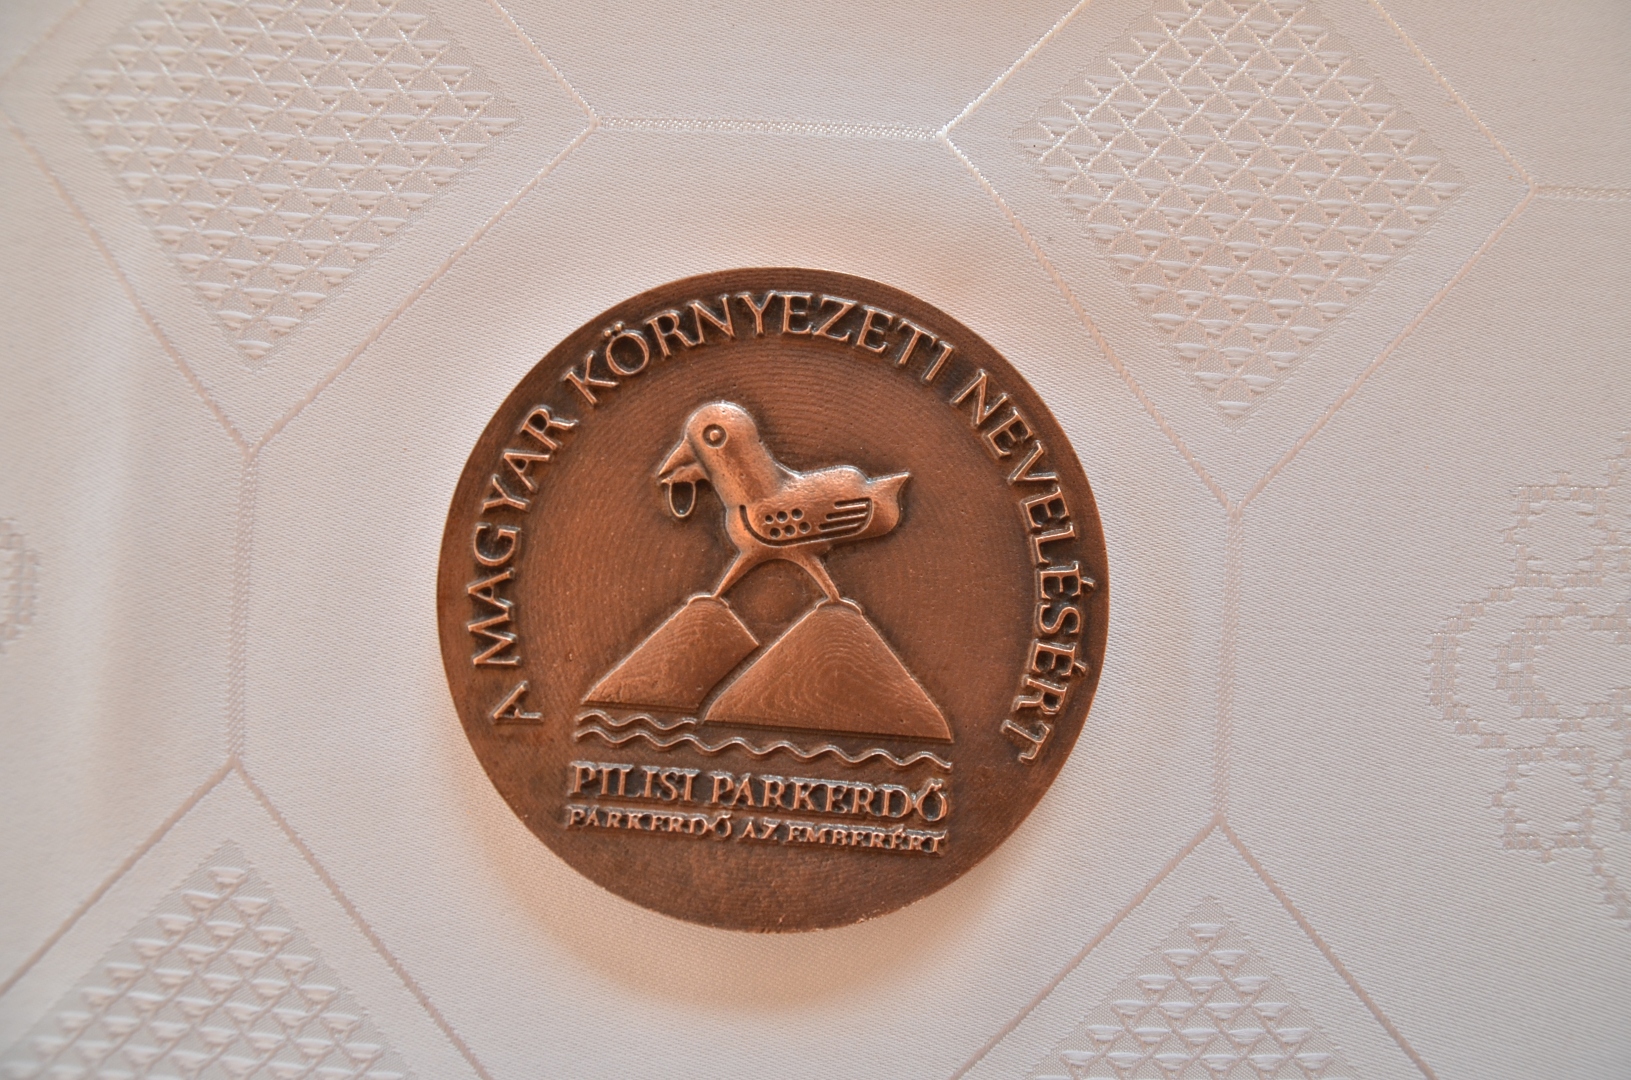 A MAGYAR KÖRNYEZETI NEVELÉSÉRT
PILISI PARKERDŐ
PARKERDŐ AZ EMBERÉRT